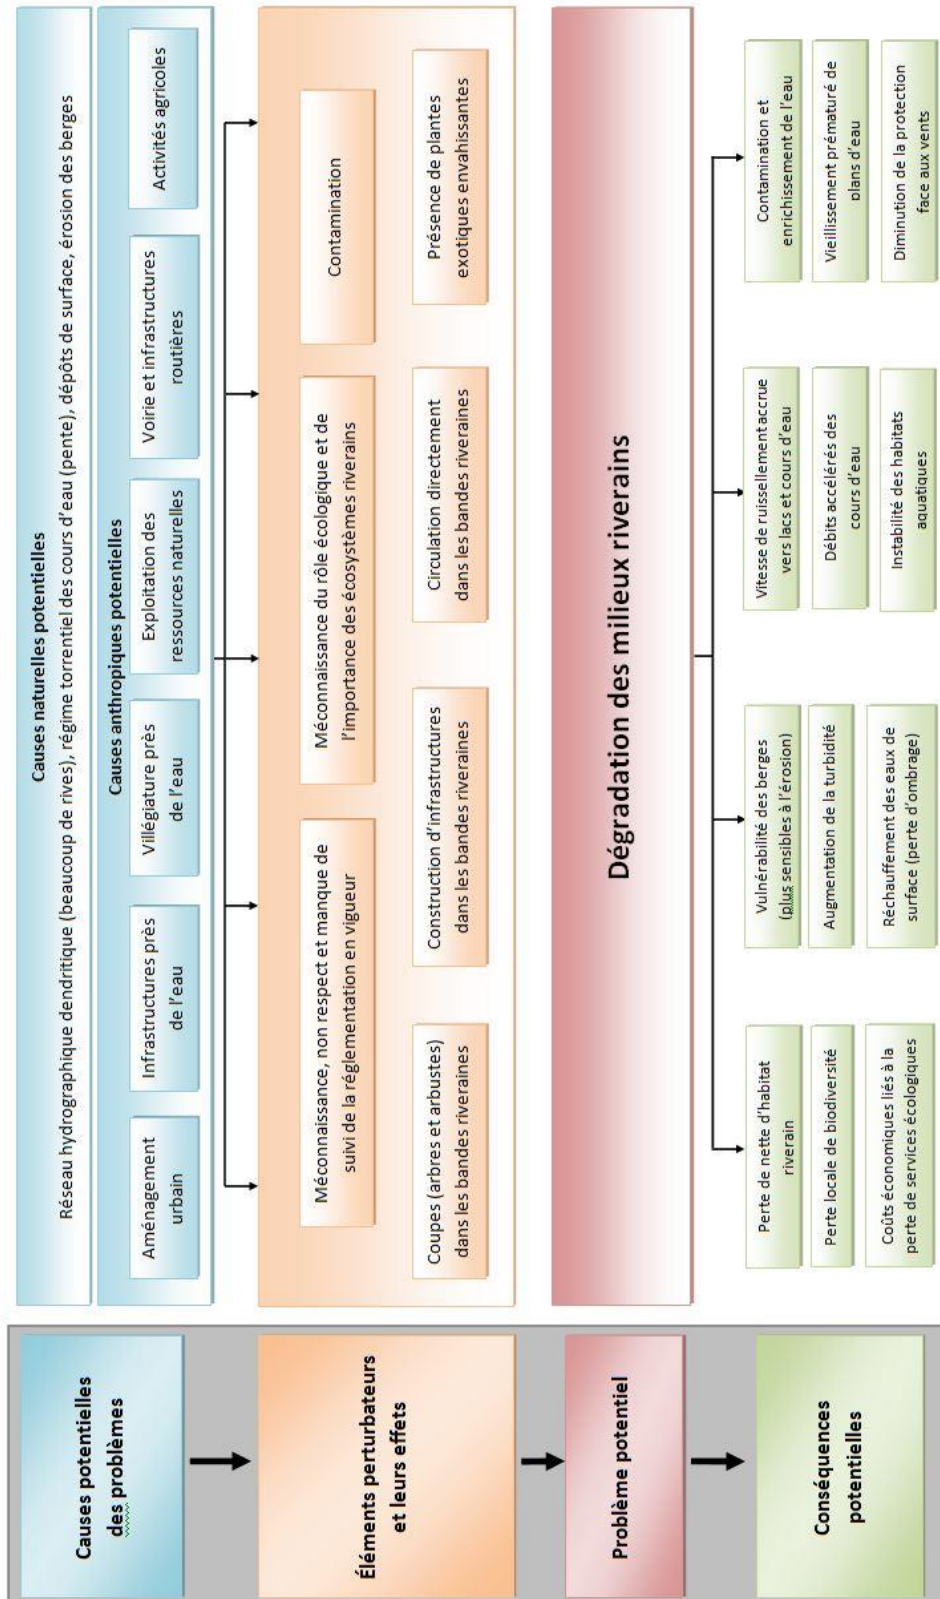 Causes potentielles
des problèmes
Éléments perturbateurs
et leurs effets
Problème potentiel
Conséquences
potentielles
Causes naturelles potentielles
Réseau hydrographique dendritique (beaucoup de rives), régime torrentiel des cours d'eau (pente), dépôts de surface, érosion des berges
Causes anthropiques potentielles
Aménagement
urbain
Infrastructures près
de l'eau
Villégiature près
de l'eau
Exploitation des
ressources naturelles
Voirie et infrastructures
routières
Activités agricoles
Méconnaissance, non respect et manque de
suivi de la réglementation en vigueur
Méconnaissance du rôle écologique et de
l'importance des écosystèmes riverains
Contamination
Coupes (arbres et arbustes)
dans les bandes riveraines
Construction d'infrastructures
dans les bandes riveraines
Circulation directement
dans les bandes riveraines
Présence de plantes
exotiques envahissantes
Dégradation des milieux riverains
Perte de nette d'habitat
riverain
Perte locale de biodiversité
Coûts économiques liés à la
perte de services écologiques
Vulnérabilité des berges
(plus sensibles à l'érosion)
Augmentation de la turbidité
Réchauffement des eaux de
surface (perte d'ombrage)
Vitesse de ruissellement accrue
vers lacs et cours d'eau
Débits accélérés des
cours d'eau
Instabilité des habitats
aquatiques
Contamination et
enrichissement de l'eau
Vieillissement prématuré de
plans d'eau
Diminution de la protection
face aux vents